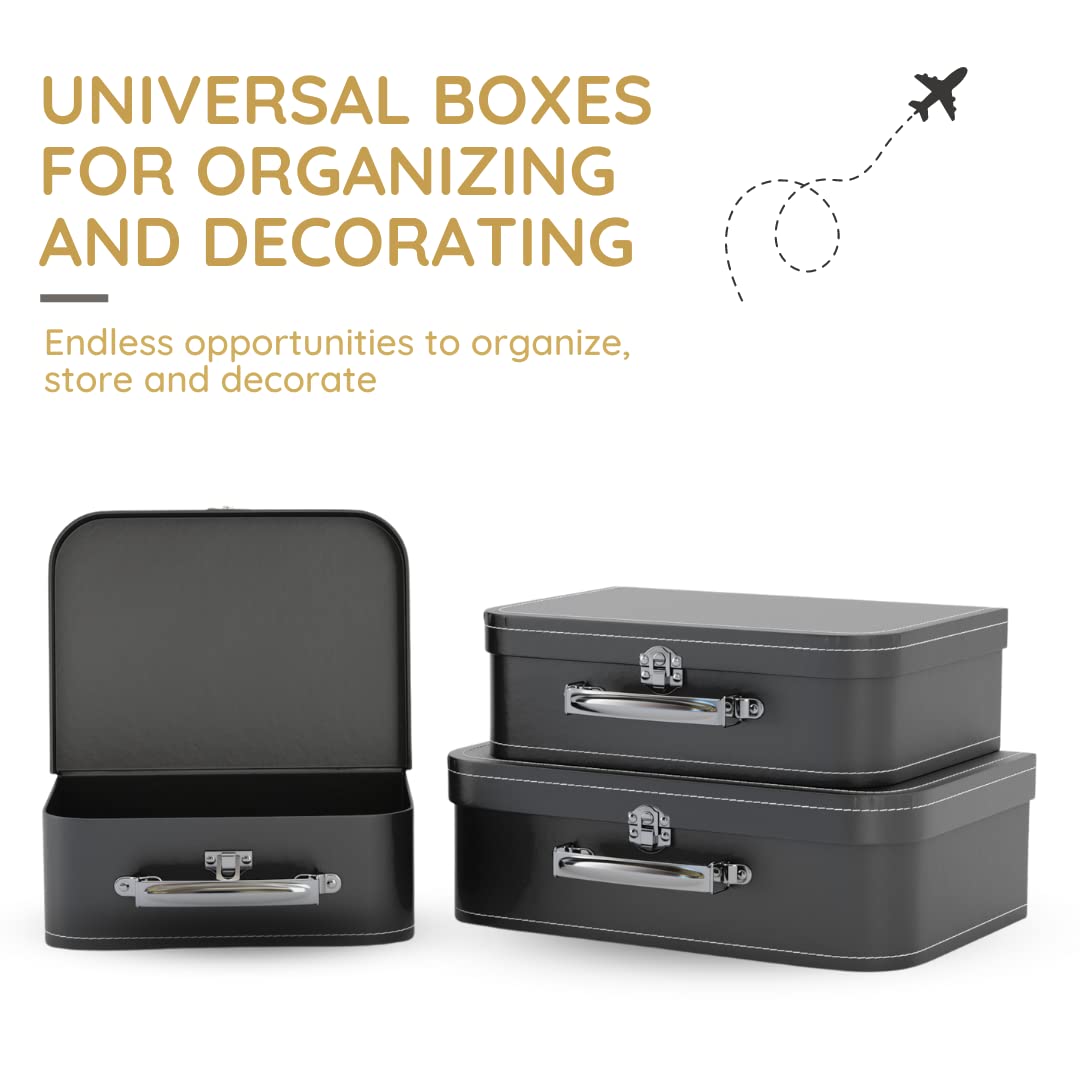 UNIVERSAL BOXES
FOR ORGANIZING
AND DECORATING
Endless opportunities to organize,
store and decorate